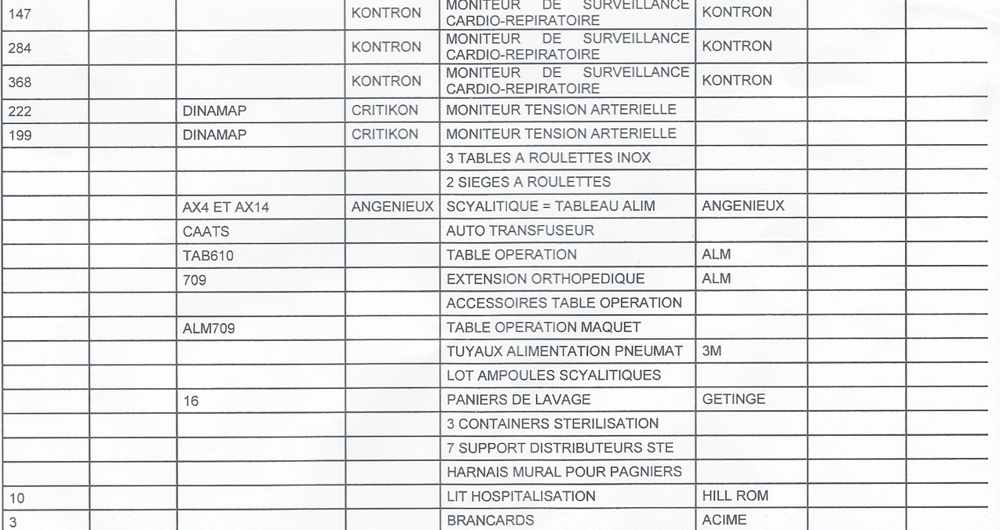 147 KONTRON MONITEUR DE SURVEILLANCE CARDIO-REPIRATOIRE KONTRON
284 KONTRON MONITEUR DE SURVEILLANCE CARDIO-REPIRATOIRE KONTRON
368 KONTRON MONITEUR DE SURVEILLANCE CARDIO-REPIRATOIRE KONTRON
222 DINAMAP CRITIKON MONITEUR TENSION ARTERIELLE
199 DINAMAP CRITIKON MONITEUR TENSION ARTERIELLE
3 TABLES A ROULETTES INOX
2 SIEGES A ROULETTES
AX4 ET AX14 ANGENIEUX SCYALITIQUE = TABLEAU ALIM ANGENIEUX
CAATS AUTO TRANSFUSEUR
TAB610 TABLE OPERATION ALM
709 EXTENSION ORTHOPEDIQUE ALM
ACCESSOIRES TABLE OPERATION
ALM709 TABLE OPERATION MAQUET
TUYAUX ALIMENTATION PNEUMAT 3M
LOT AMPOULES SCYALITIQUES
16 PANIERS DE LAVAGE GETINGE
3 CONTAINERS STERILISATION
7 SUPPORT DISTRIBUTEURS STE
HARNAIS MURAL POUR PAGNIERS
10 LIT HOSPITALISATION HILL ROM
3 BRANCARDS ACIME